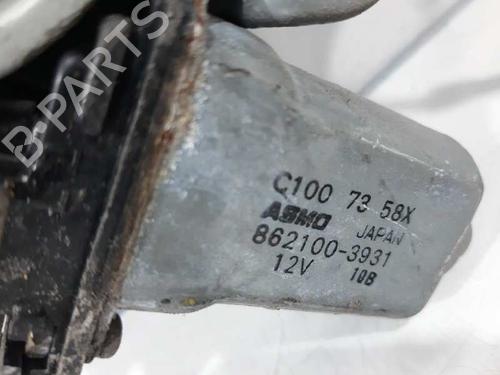 B-PARTS
C100 73 58X
ASMO JAPAN
862100-3931
12V 10B